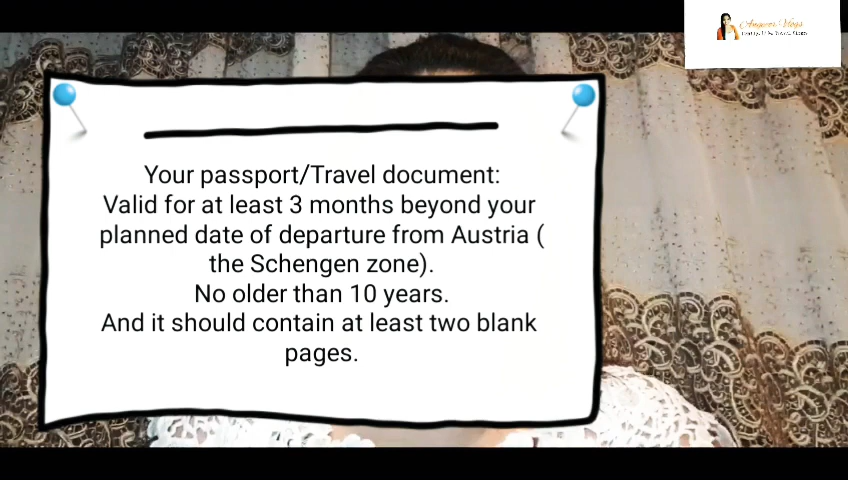 Your passport/Travel document:
Valid for at least 3 months beyond your
planned date of departure from Austria (
the Schengen zone).
No older than 10 years.
And it should contain at least two blank
pages.